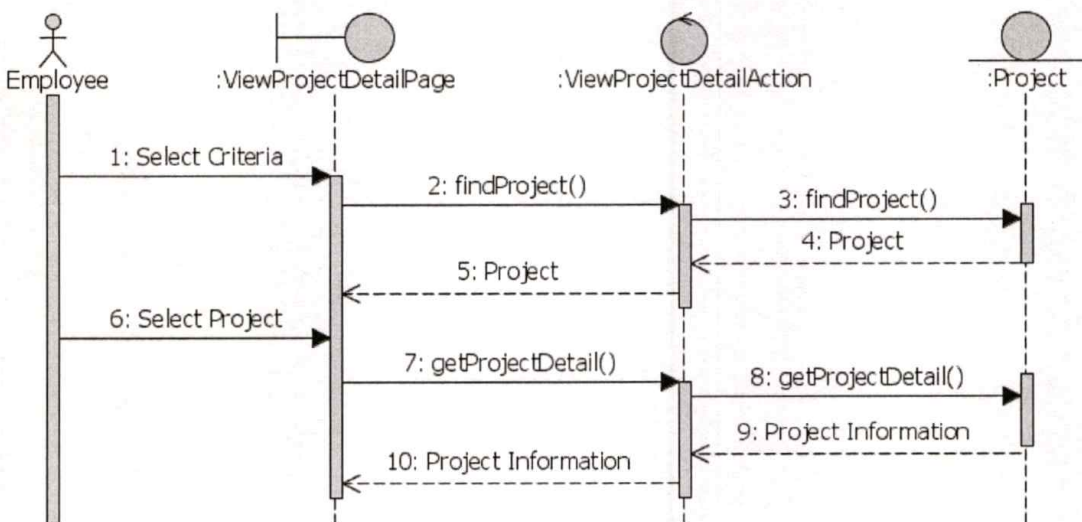 Employee
:ViewProjectDetailPage
:ViewProjectDetailAction
:Project
1: Select Criteria
2: findProject()
3: findProject()
4: Project
5: Project
6: Select Project
7: getProjectDetail()
8: getProjectDetail()
9: Project Information
10: Project Information